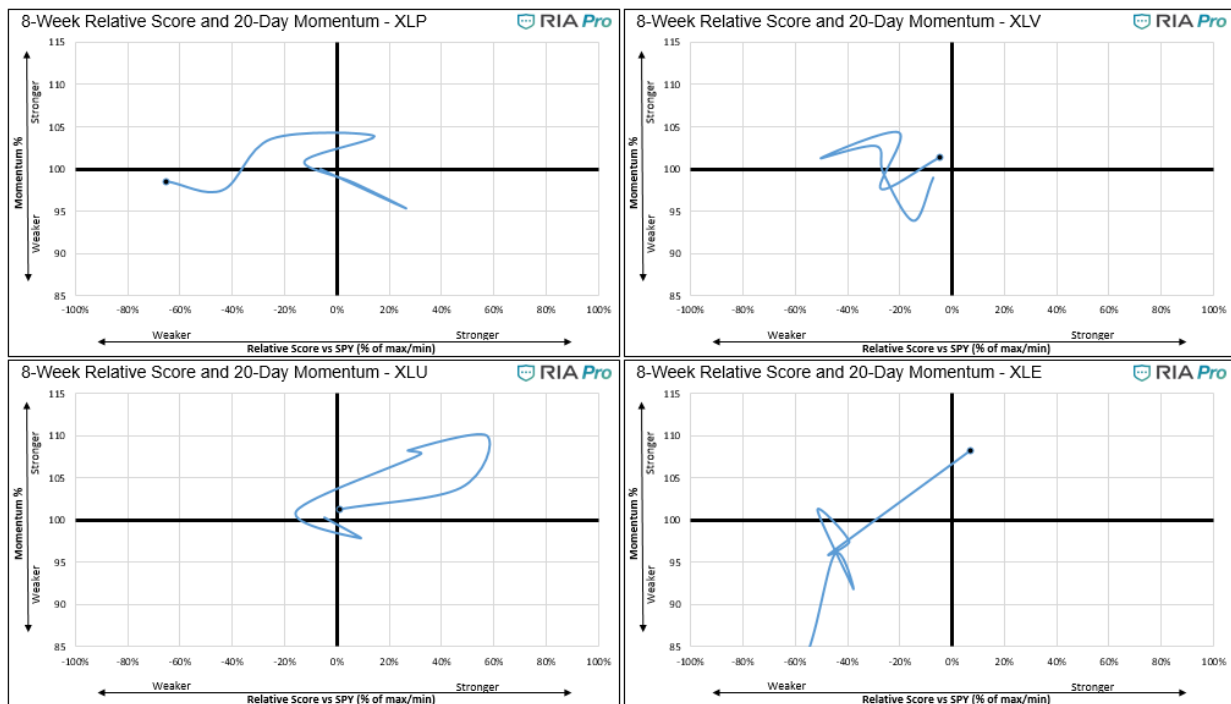 8-Week Relative Score and 20-Day Momentum - XLP
RIA Pro
115
110
105
100
95
90
85
Momentum %
Stronger
Weaker
-100% -80% -60% -40% -20% 0% 20% 40% 60% 80% 100%
Weaker Stronger
Relative Score vs SPY (% of max/min)
8-Week Relative Score and 20-Day Momentum - XLV
RIA Pro
115
110
105
100
95
90
85
Momentum %
Stronger
Weaker
-100% -80% -60% -40% -20% 0% 20% 40% 60% 80% 100%
Weaker Stronger
Relative Score vs SPY (% of max/min)
8-Week Relative Score and 20-Day Momentum - XLU
RIA Pro
115
110
105
100
95
90
85
Momentum %
Stronger
Weaker
-100% -80% -60% -40% -20% 0% 20% 40% 60% 80% 100%
Weaker Stronger
Relative Score vs SPY (% of max/min)
8-Week Relative Score and 20-Day Momentum - XLE
RIA Pro
115
110
105
100
95
90
85
Momentum %
Stronger
Weaker
-100% -80% -60% -40% -20% 0% 20% 40% 60% 80% 100%
Weaker Stronger
Relative Score vs SPY (% of max/min)